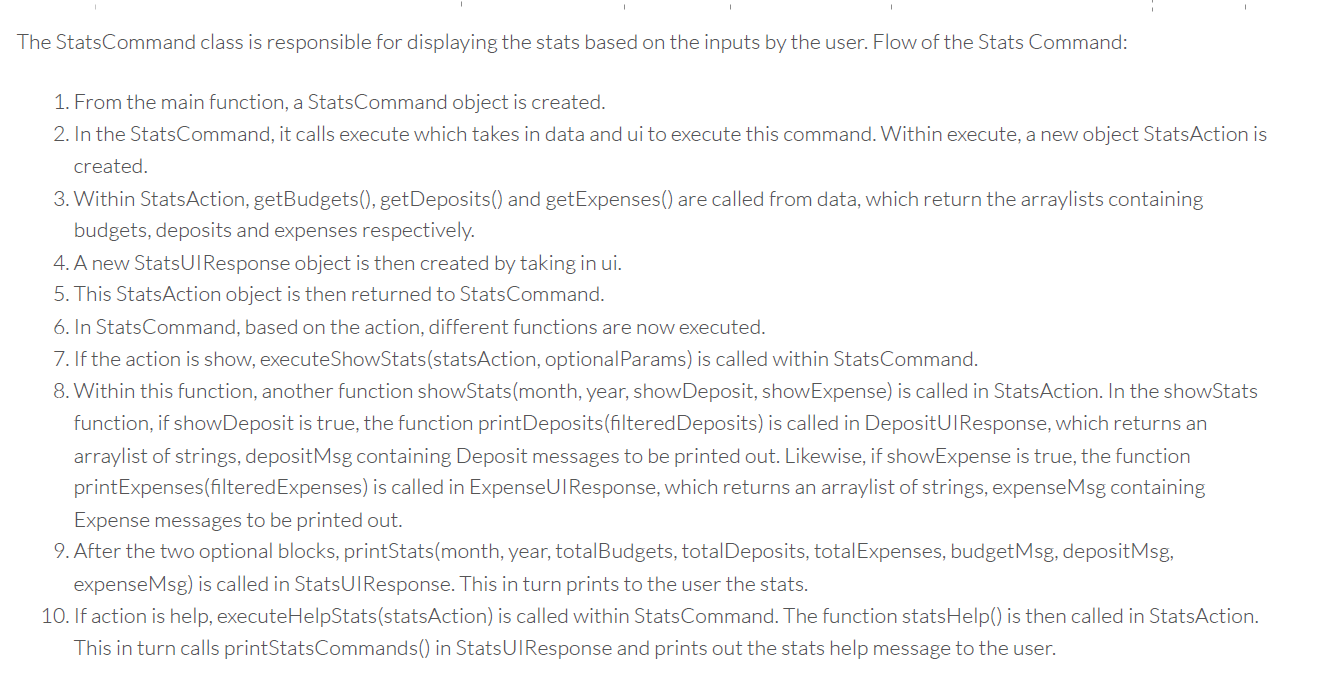 The StatsCommand class is responsible for displaying the stats based on the inputs by the user. Flow of the Stats Command:
1. From the main function, a StatsCommand object is created.
2. In the StatsCommand, it calls execute which takes in data and ui to execute this command. Within execute, a new object StatsAction is
created.
3. Within StatsAction, getBudgets(), getDeposits() and getExpenses() are called from data, which return the arraylists containing
budgets, deposits and expenses respectively.
4. A new StatsUIResponse object is then created by taking in ui.
5. This StatsAction object is then returned to StatsCommand.
6. In StatsCommand, based on the action, different functions are now executed.
7. If the action is show, executeShowStats(statsAction, optionalParams) is called within StatsCommand.
8. Within this function, another function showStats(month, year, showDeposit, showExpense) is called in StatsAction. In the showStats
function, if showDeposit is true, the function printDeposits(filteredDeposits) is called in DepositUIResponse, which returns an
arraylist of strings, depositMsg containing Deposit messages to be printed out. Likewise, if showExpense is true, the function
printExpenses(filteredExpenses) is called in ExpenseUIResponse, which returns an arraylist of strings, expenseMsg containing
Expense messages to be printed out.
9. After the two optional blocks, printStats(month, year, totalBudgets, totalDeposits, totalExpenses, budgetMsg, depositMsg,
expenseMsg) is called in StatsUIResponse. This in turn prints to the user the stats.
10. If action is help, executeHelpStats(statsAction) is called within StatsCommand. The function statsHelp() is then called in StatsAction.
This in turn calls printStatsCommands() in StatsUIResponse and prints out the stats help message to the user.